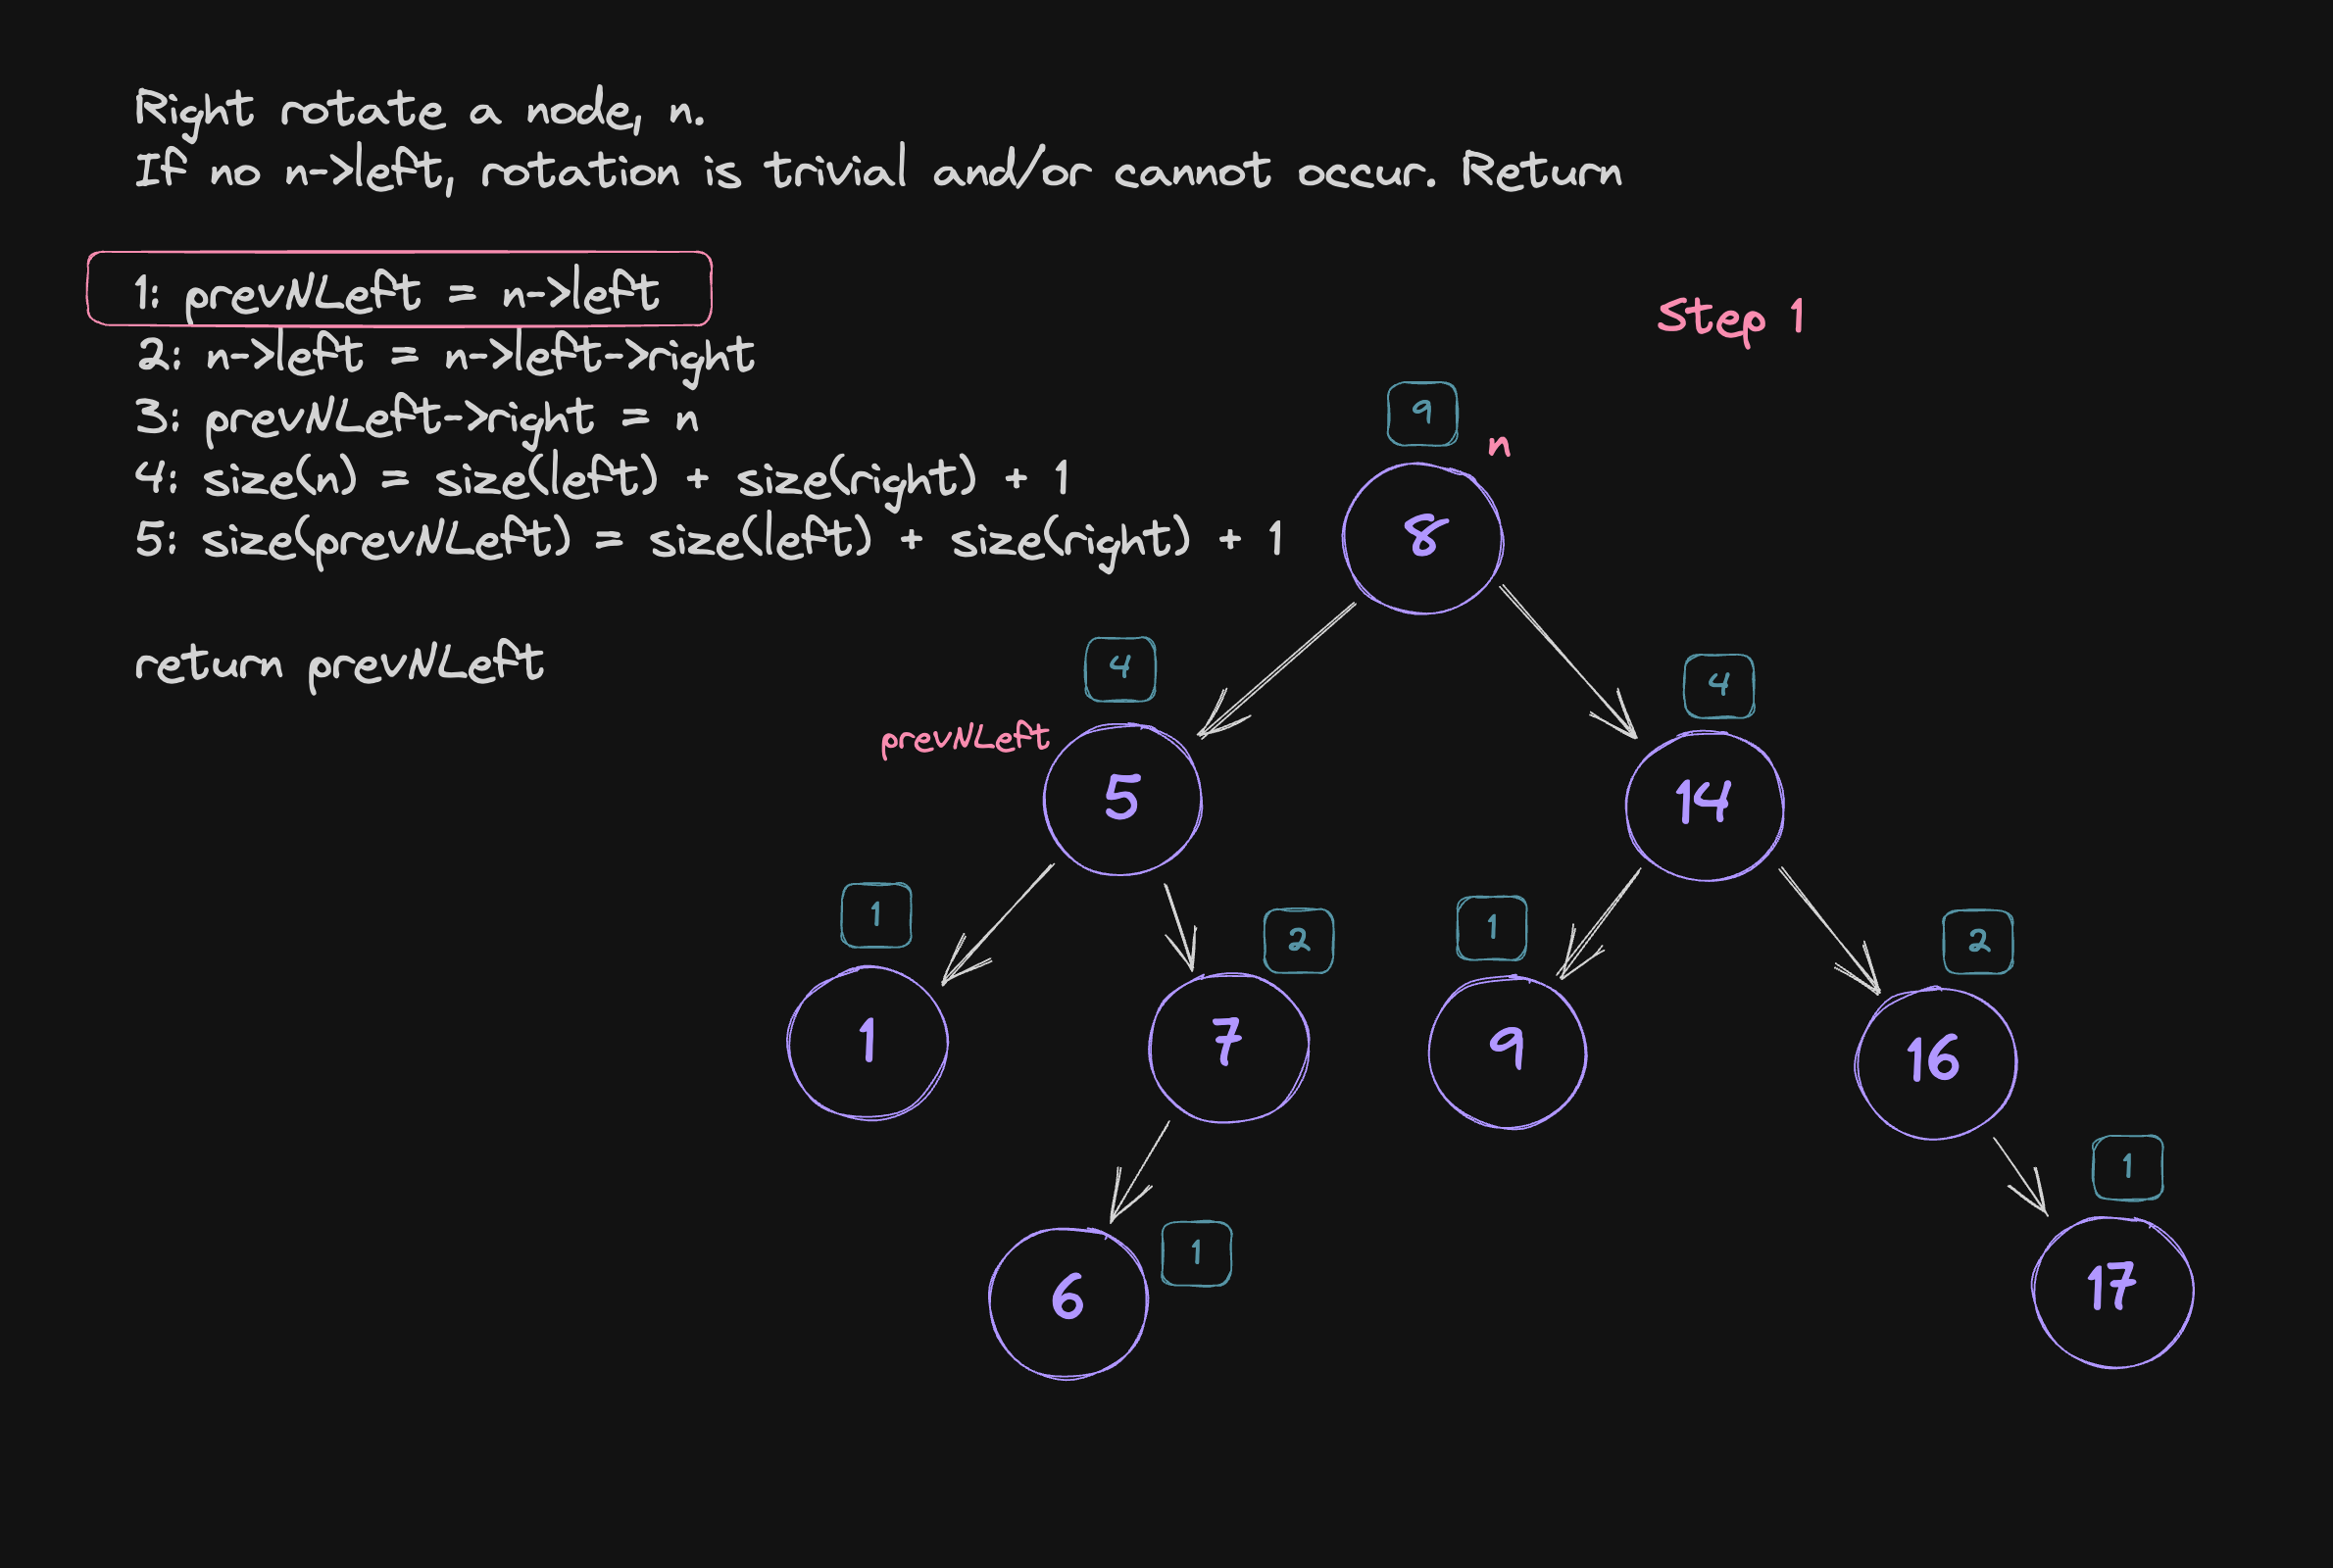 Right rotate a node, n.
If no n->left, rotation is trivial and/or cannot occur. Return
1: prevNLeft = n->left
2: n->left = n->left->right
3: prevNLeft->right = n
4: size(n) = size(left) + size(right) + 1
5: size(prevNLeft) = size(left) + size(right) + 1
return prevNLeft
Step 1
9
n
8
4
4
prevNLeft
5
14
1
2
1
2
1
7
9
16
1
1
6
17